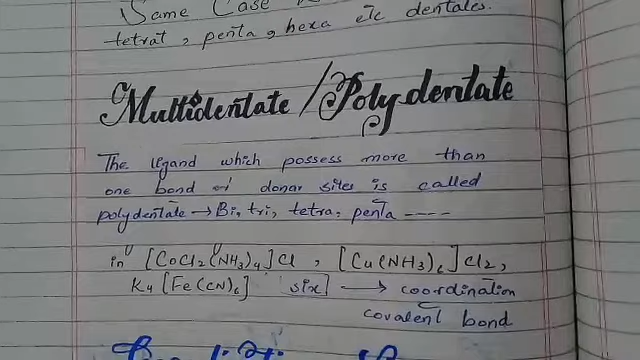 Same Case
tetrat, penta, hexa etc dentales.
Multidentate / Polydentate
The ligand which possess more than
one bond or donar sites is called
polydentate → Bi, tri, tetra, penta ----
in [CoCl2(NH3)4]Cl , [Cu(NH3)6]Cl2,
K4[Fe(CN)6] [six] → coordination
covalent bond